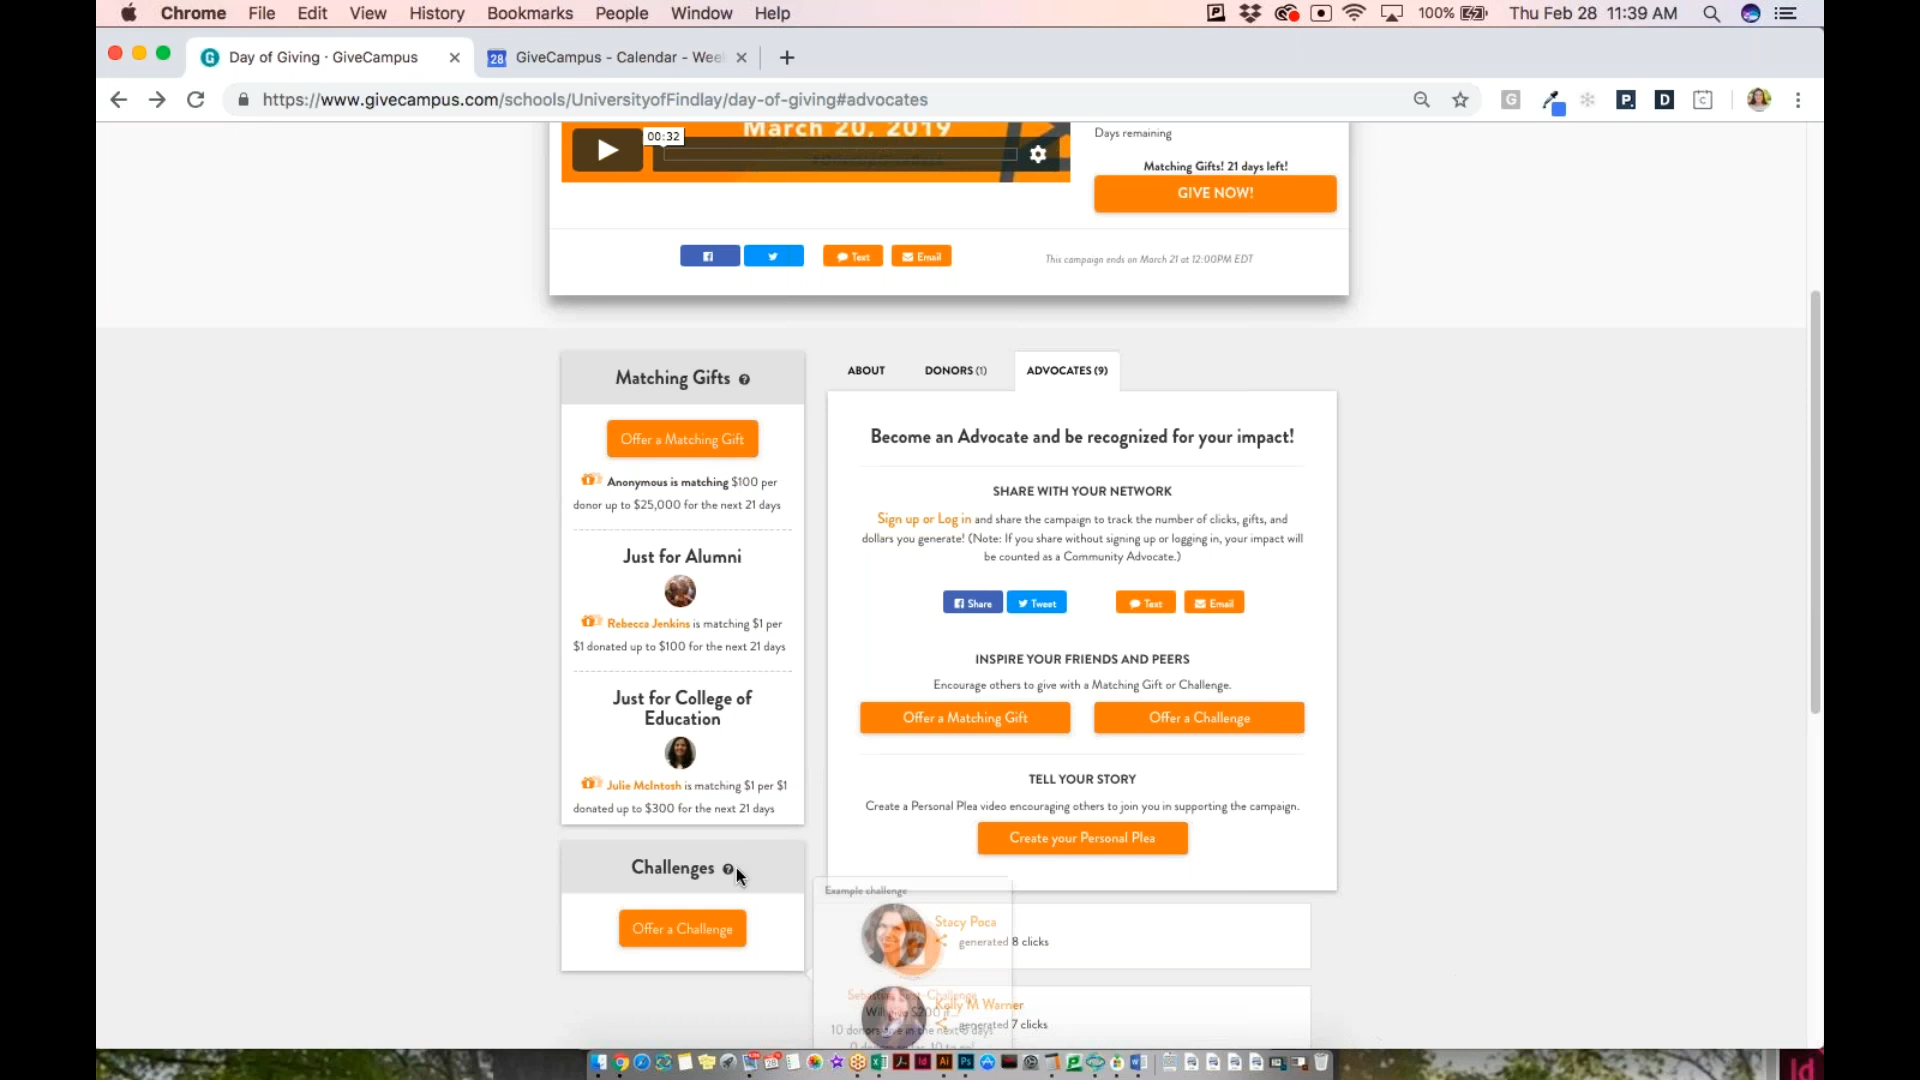 Chrome File Edit View History Bookmarks People Window Help
100% Thu Feb 28 11:39 AM
Day of Giving · GiveCampus
28 GiveCampus - Calendar - Wee
https://www.givecampus.com/schools/UniversityofFindlay/day-of-giving#advocates
March 20, 2019
00:32
Days remaining
Matching Gifts! 21 days left!
GIVE NOW!
Text
Email
This campaign ends on March 21 at 12:00PM EDT
Matching Gifts
Offer a Matching Gift
Anonymous is matching $100 per
donor up to $25,000 for the next 21 days
Just for Alumni
Rebecca Jenkins is matching $1 per
$1 donated up to $100 for the next 21 days
Just for College of
Education
Julie McIntosh is matching $1 per $1
donated up to $300 for the next 21 days
Challenges
Offer a Challenge
ABOUT DONORS (1) ADVOCATES (9)
Become an Advocate and be recognized for your impact!
SHARE WITH YOUR NETWORK
Sign up or Log in and share the campaign to track the number of clicks, gifts, and
dollars you generate! (Note: If you share without signing up or logging in, your impact will
be counted as a Community Advocate.)
Share Tweet Text Email
INSPIRE YOUR FRIENDS AND PEERS
Encourage others to give with a Matching Gift or Challenge.
Offer a Matching Gift
Offer a Challenge
TELL YOUR STORY
Create a Personal Plea video encouraging others to join you in supporting the campaign.
Create your Personal Plea
Example challenge
Stacy Poca
generated 8 clicks
Kelly M Warner
generated 7 clicks